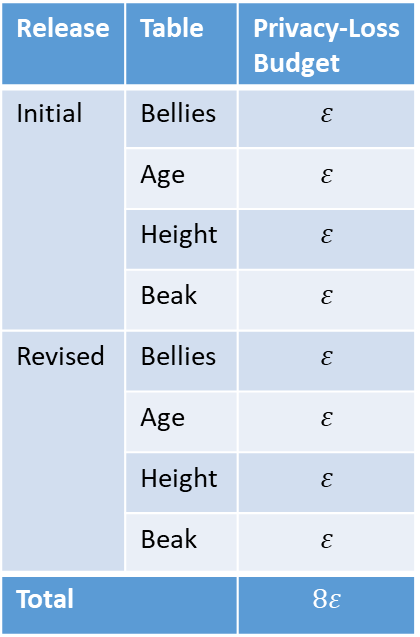 Release Table Privacy-Loss
Budget
Initial Bellies ε
Age ε
Height ε
Beak ε
Revised Bellies ε
Age ε
Height ε
Beak ε
Total 8ε